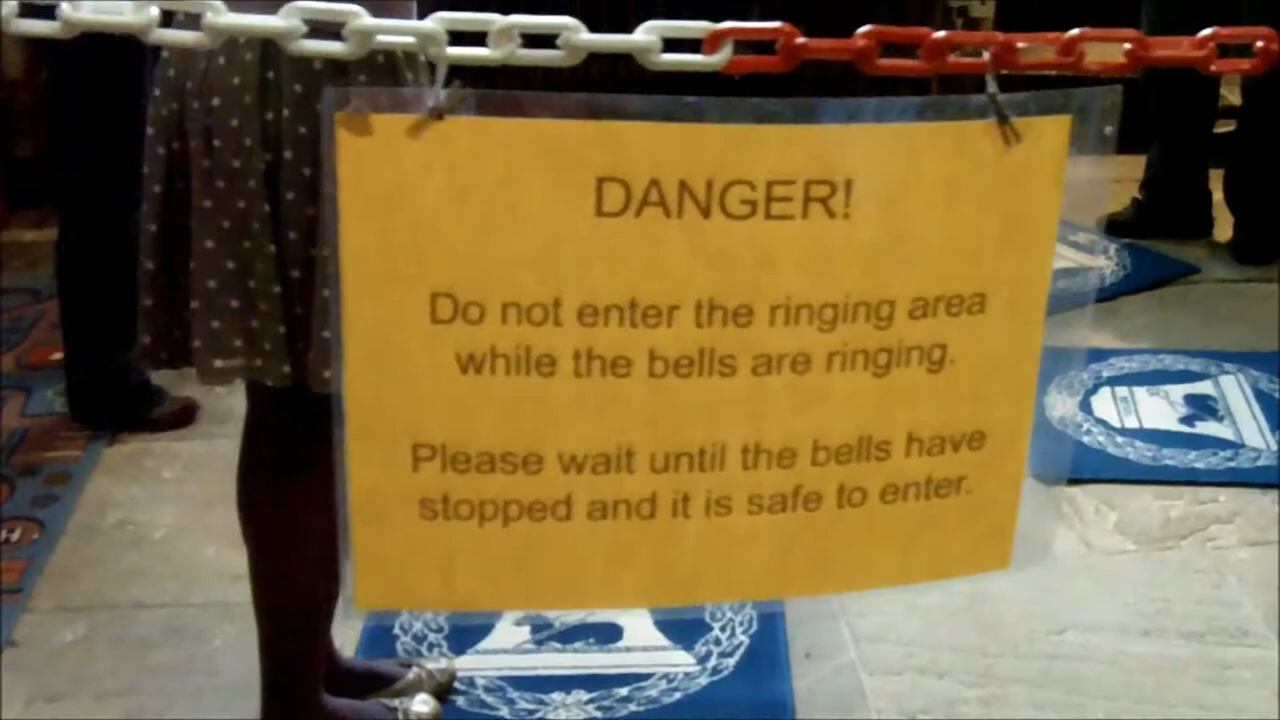 DANGER!
Do not enter the ringing area
while the bells are ringing.
Please wait until the bells have
stopped and it is safe to enter.